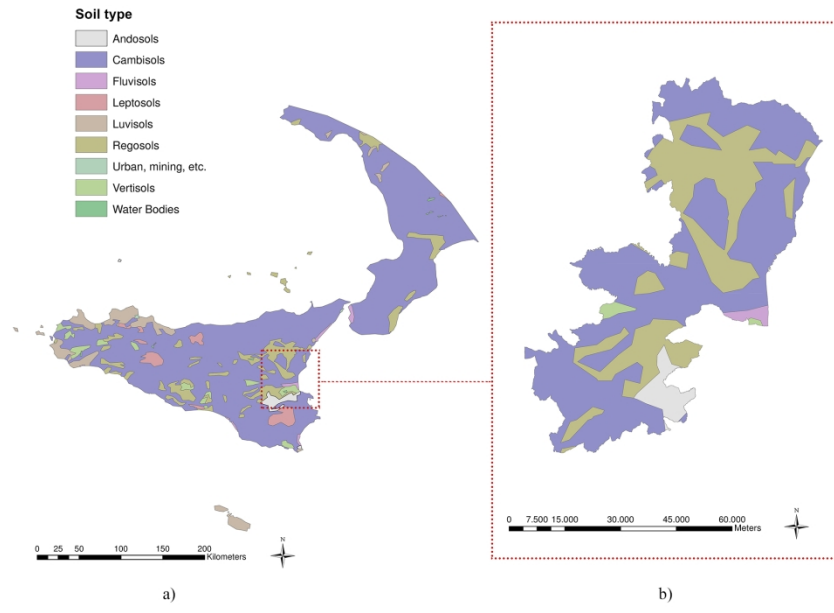 Soil type
Andosols
Cambisols
Fluvisols
Leptosols
Luvisols
Regosols
Urban, mining, etc.
Vertisols
Water Bodies
N
0 25 50 100 150 200
Kilometers
a)
N
0 7.500 15.000 30.000 45.000 60.000
Meters
b)